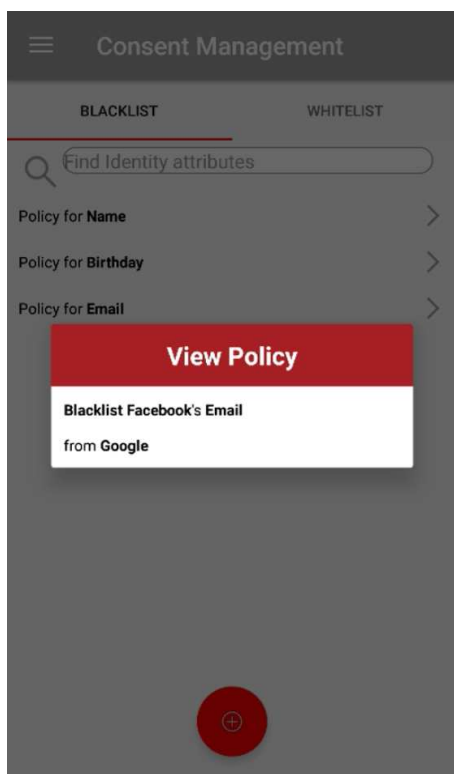 Consent Management
BLACKLIST WHITELIST
Find Identity attributes
Policy for Name
Policy for Birthday
Policy for Email
View Policy
Blacklist Facebook's Email
from Google